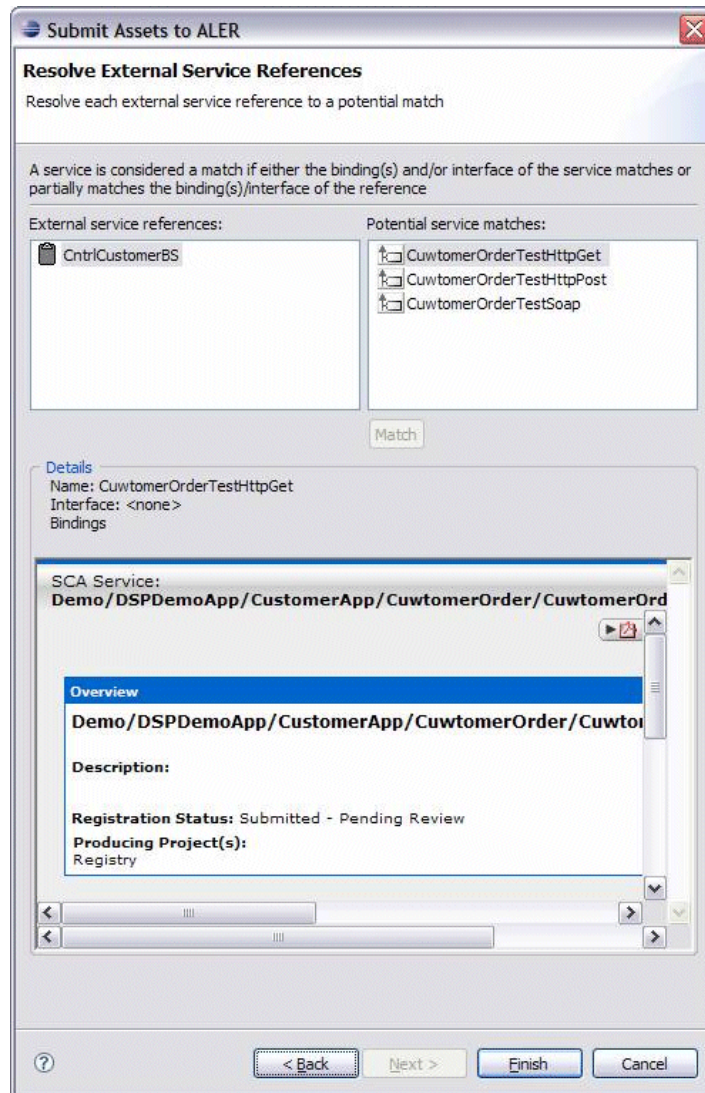 Submit Assets to ALER
Resolve External Service References
Resolve each external service reference to a potential match
A service is considered a match if either the binding(s) and/or interface of the service matches or
partially matches the binding(s)/interface of the reference
External service references:
Potential service matches:
CntrlCustomerBS
CuwtomerOrderTestHttpGet
CuwtomerOrderTestHttpPost
CuwtomerOrderTestSoap
Match
Details
Name: CuwtomerOrderTestHttpGet
Interface: <none>
Bindings
SCA Service:
Demo/DSPDemoApp/CustomerApp/CuwtomerOrder/CuwtomerOrd
Overview
Demo/DSPDemoApp/CustomerApp/CuwtomerOrder/Cuwto
Description:
Registration Status: Submitted - Pending Review
Producing Project(s):
Registry
< Back
Next >
Finish
Cancel